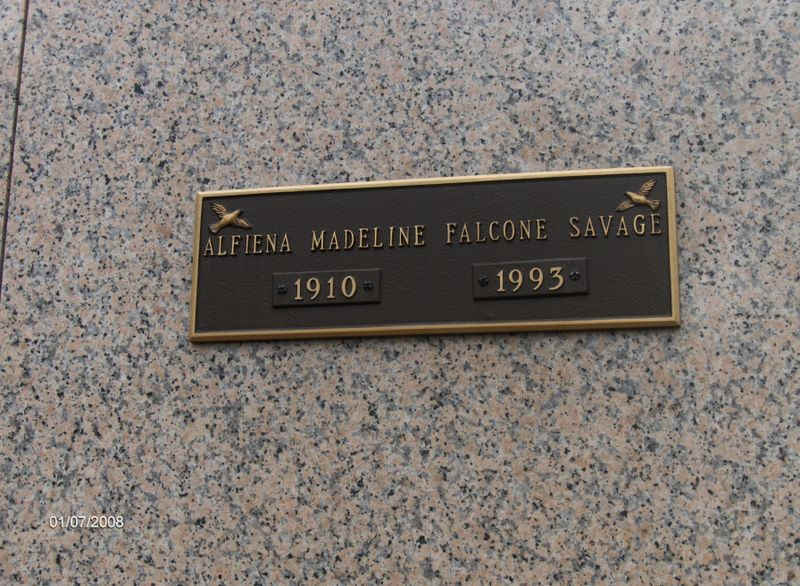 ALFIENA MADELINE FALCONE SAVAGE
1910 1993
01/07/2008